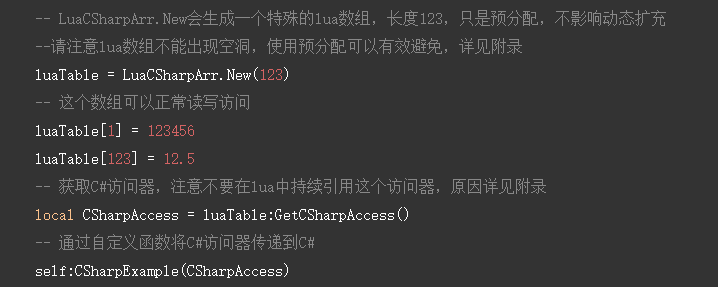 -- LuaCSharpArr.New会生成一个特殊的lua数组，长度123，只是预分配，不影响动态扩充
--请注意lua数组不能出现空洞，使用预分配可以有效避免，详见附录
luaTable = LuaCSharpArr.New(123)
-- 这个数组可以正常读写访问
luaTable[1] = 123456
luaTable[123] = 12.5
-- 获取C#访问器，注意不要在lua中持续引用这个访问器，原因详见附录
local CSharpAccess = luaTable:GetCSharpAccess()
-- 通过自定义函数将C#访问器传递到C#
self:CSharpExample(CSharpAccess)